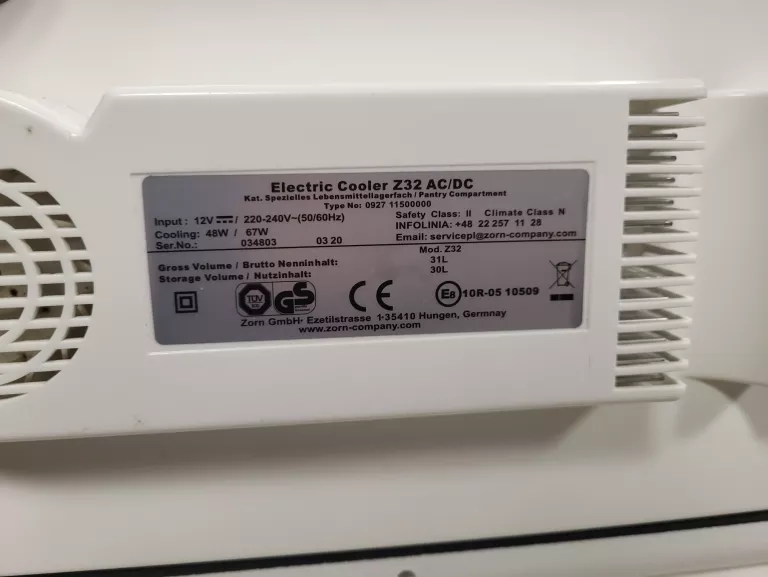 Electric Cooler Z32 AC/DC
Kat. Spezielles Lebensmittellagerfach / Pantry Compartment
Type No: 0927 11500000
Input : 12V / 220-240V~(50/60Hz)
Safety Class: II Climate Class N
Cooling: 48W / 67W
INFOLINIA: +48 22 257 11 28
Ser.No.: 034803 03 20
Email: servicepl@zorn-company.com
Mod. Z32
Gross Volume / Brutto Nenninhalt: 31L
Storage Volume / Nutzinhalt: 30L
TÜV GS CE E8 10R-05 10509
Zorn GmbH• Ezetilstrasse 1•35410 Hungen, Germnay
www.zorn-company.com